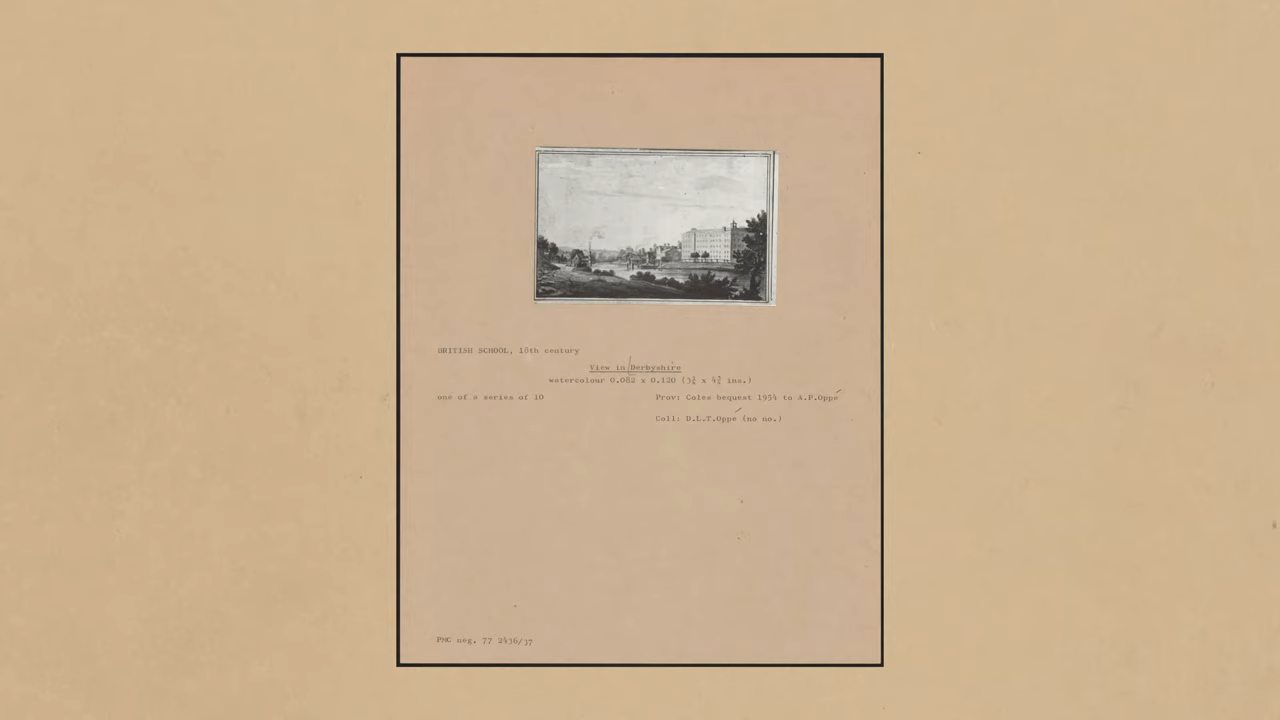 BRITISH SCHOOL, 18th century
View in Derbyshire
watercolour 0.082 x 0.120 (3¼ x 4¾ ins.)
one of a series of 10 Prov: Coles bequest 1954 to A.P.Oppé
Coll: D.L.T.Oppé (no no.)
PMC neg. 77 2436/37